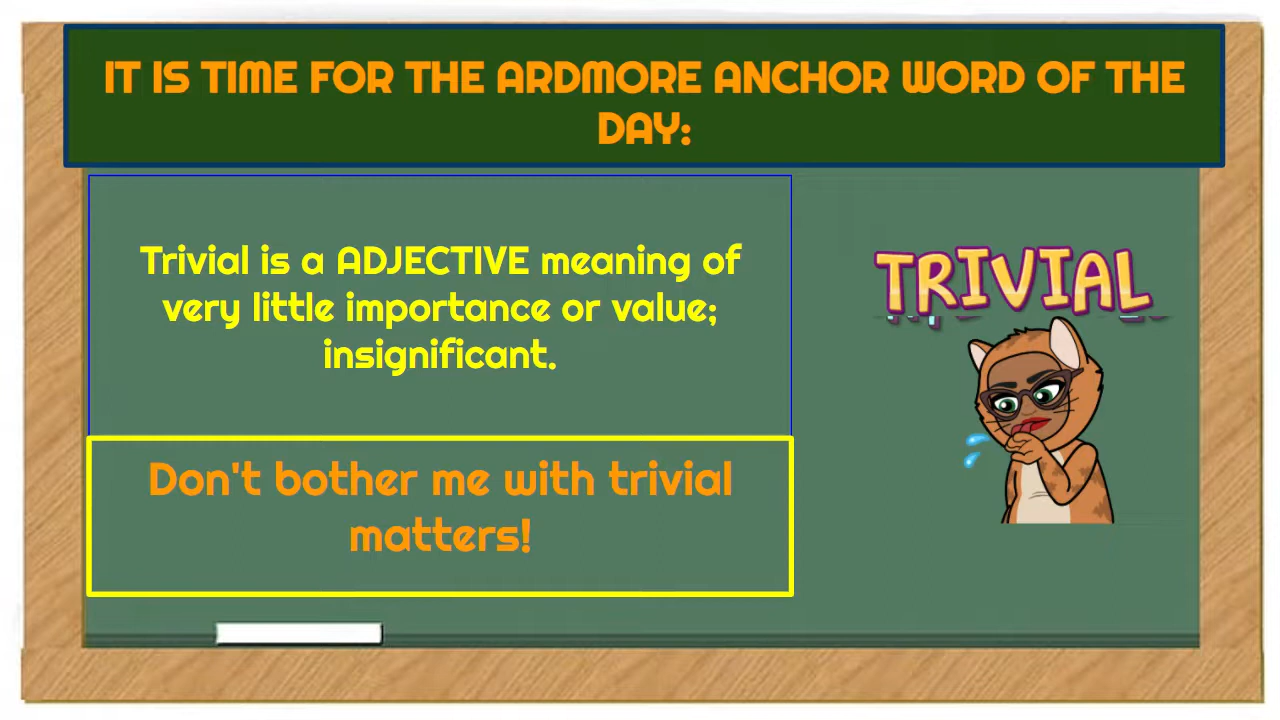 IT IS TIME FOR THE ARDMORE ANCHOR WORD OF THE
DAY:
Trivial is a ADJECTIVE meaning of
very little importance or value;
insignificant.
TRIVIAL
Don't bother me with trivial
matters!